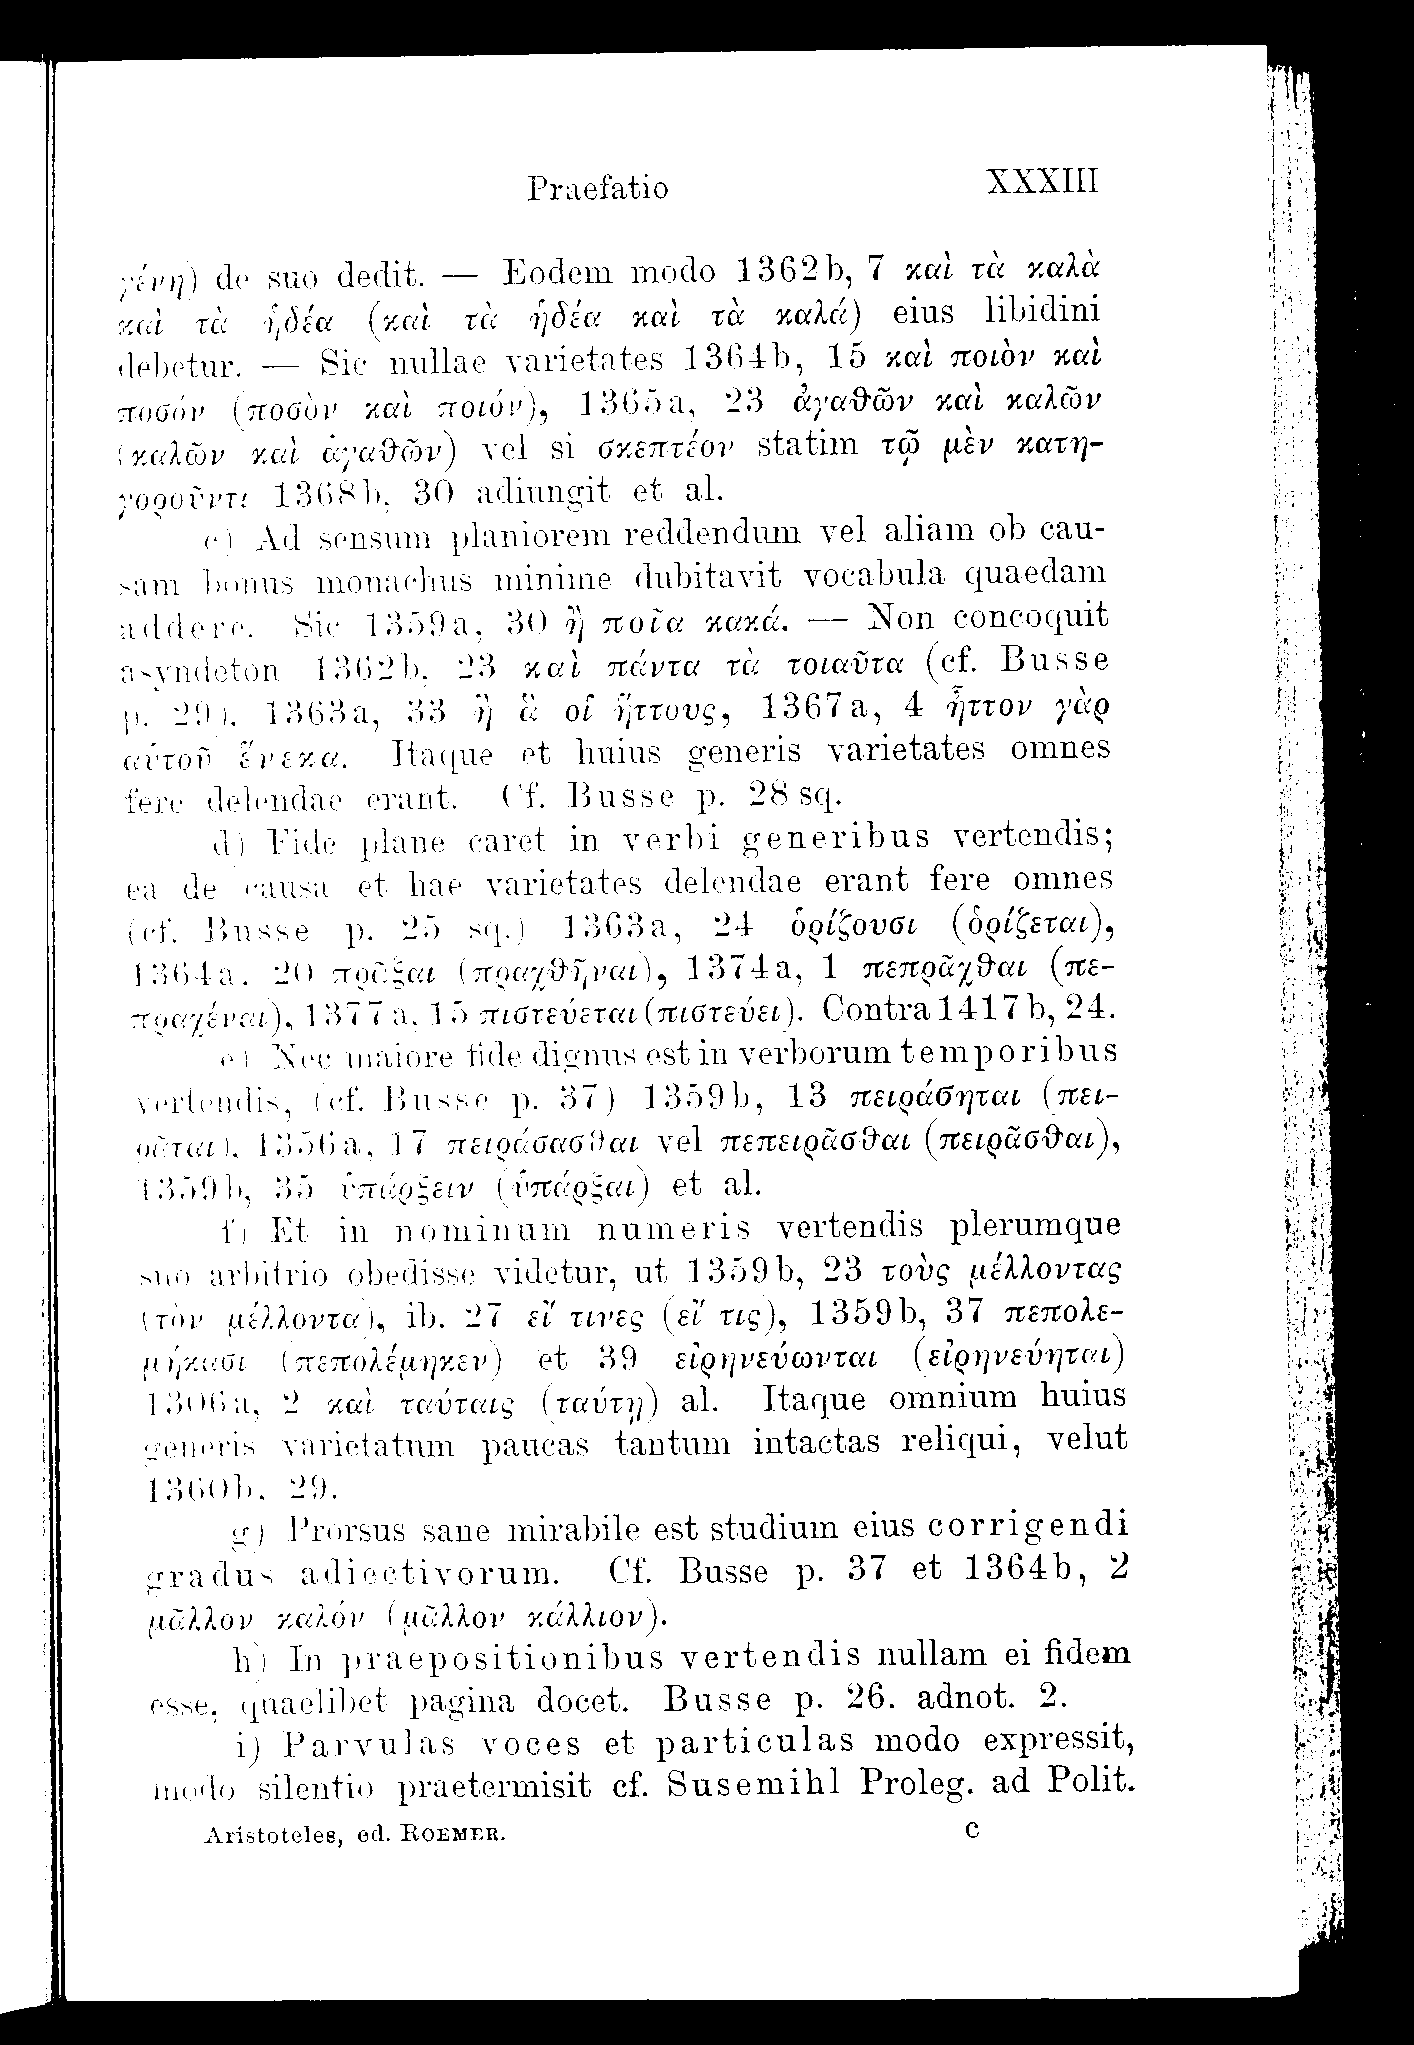 Praefatio XXXIII
γένη) de suo dedit. — Eodem modo 1362b, 7 καὶ τὰ καλὰ
καὶ τὰ ἡδέα (καὶ τὰ ἡδέα καὶ τὰ καλά) eius libidini
debetur. — Sic nullae varietates 1364b, 15 καὶ ποιὸν καὶ
ποσόν (ποσὸν καὶ ποιόν), 1365a, 23 ἀγαθῶν καὶ καλῶν
(καλῶν καὶ ἀγαθῶν) vel si σκεπτέον statim τῷ μὲν κατη-
γοροῦντι 1368b, 30 adiungit et al.
c) Ad sensum planiorem reddendum vel aliam ob cau-
sam bonus monachus minime dubitavit vocabula quaedam
addere. Sic 1359a, 30 ἢ ποῖα κακά. — Non concoquit
asyndeton 1362b, 23 καὶ πάντα τὰ τοιαῦτα (cf. Busse
p. 29), 1363a, 33 ἢ ἃ οἱ ἥττους, 1367a, 4 ἧττον γὰρ
αὑτοῦ ἕνεκα. Itaque et huius generis varietates omnes
fere delendae erant. Cf. Busse p. 28 sq.
d) Fide plane caret in verbi generibus vertendis;
ea de causa et hae varietates delendae erant fere omnes
(cf. Busse p. 25 sq.) 1363a, 24 ὁρίζουσι (ὁρίζεται),
1364a, 20 πρᾶξαι (πραχθῆναι), 1374a, 1 πεπρᾶχθαι (πε-
πραγέναι), 1377a, 15 πιστεύεται (πιστεύει). Contra 1417b, 24.
e) Nec maiore fide dignus est in verborum temporibus
vertendis, (cf. Busse p. 37) 1359b, 13 πειράσηται (πει-
ρᾶται), 1356a, 17 πειράσασθαι vel πεπειρᾶσθαι (πειρᾶσθαι),
1359b, 35 ὑπάρξειν (ὑπάρξαι) et al.
f) Et in nominum numeris vertendis plerumque
suo arbitrio obedisse videtur, ut 1359b, 23 τοὺς μέλλοντας
(τὸν μέλλοντα), ib. 27 εἴ τινες (εἴ τις), 1359b, 37 πεπολε-
μήκασι (πεπολέμηκεν) et 39 εἰρηνεύωνται (εἰρηνεύηται)
1306a, 2 καὶ ταύταις (ταύτῃ) al. Itaque omnium huius
generis varietatum paucas tantum intactas reliqui, velut
1360b, 29.
g) Prorsus sane mirabile est studium eius corrigendi
gradus adiectivorum. Cf. Busse p. 37 et 1364b, 2
μᾶλλον καλόν (μᾶλλον κάλλιον).
h) In praepositionibus vertendis nullam ei fidem
esse, quaelibet pagina docet. Busse p. 26. adnot. 2.
i) Parvulas voces et particulas modo expressit,
modo silentio praetermisit cf. Susemihl Proleg. ad Polit.
Aristoteles, ed. ROEMER. c